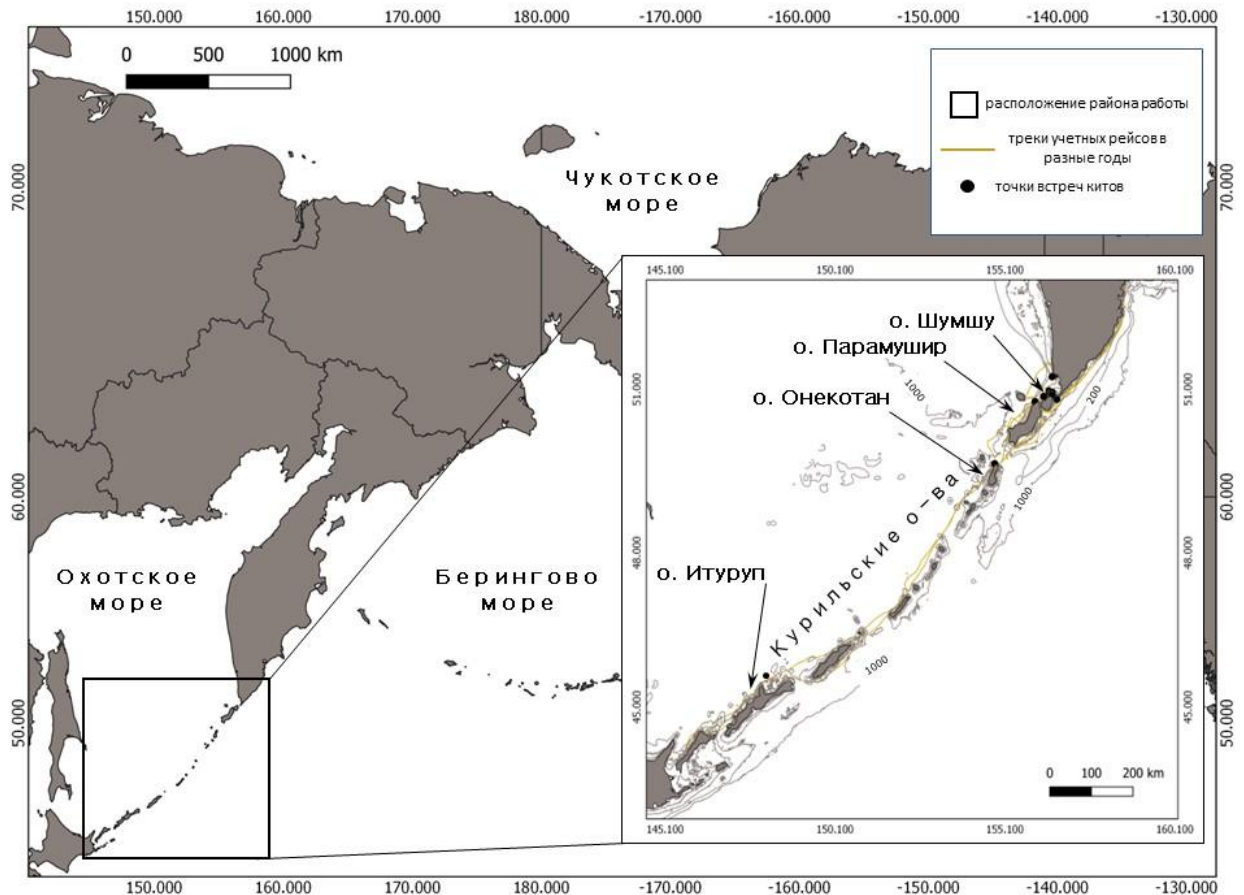 150.000 160.000 170.000 180.000 -170.000 -160.000 -150.000 -140.000 -130.000
0 500 1000 km
расположение района работы
треки учетных рейсов в
разные годы
точки встреч китов
70.000
70.000
Чукотское
море
145.100 150.100 155.100 160.100
о. Шумшу
о. Парамушир
о. Онекотан
1000
200
51.000
51.000
1000
60.000
60.000
Курильские о-ва
48.000
48.000
Охотское
море
Берингово
море
о. Итуруп
1000
45.000
45.000
50.000
50.000
0 100 200 km
145.100 150.100 155.100 160.100
150.000 160.000 170.000 180.000 -170.000 -160.000 -150.000 -140.000 -130.000